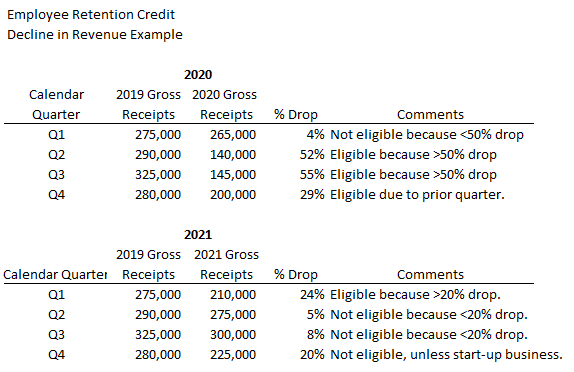 Employee Retention Credit
Decline in Revenue Example
2020
Calendar 2019 Gross 2020 Gross
Quarter Receipts Receipts % Drop Comments
Q1 275,000 265,000 4% Not eligible because <50% drop
Q2 290,000 140,000 52% Eligible because >50% drop
Q3 325,000 145,000 55% Eligible because >50% drop
Q4 280,000 200,000 29% Eligible due to prior quarter.
2021
2019 Gross 2021 Gross
Calendar Quarter Receipts Receipts % Drop Comments
Q1 275,000 210,000 24% Eligible because >20% drop.
Q2 290,000 275,000 5% Not eligible because <20% drop.
Q3 325,000 300,000 8% Not eligible because <20% drop.
Q4 280,000 225,000 20% Not eligible, unless start-up business.